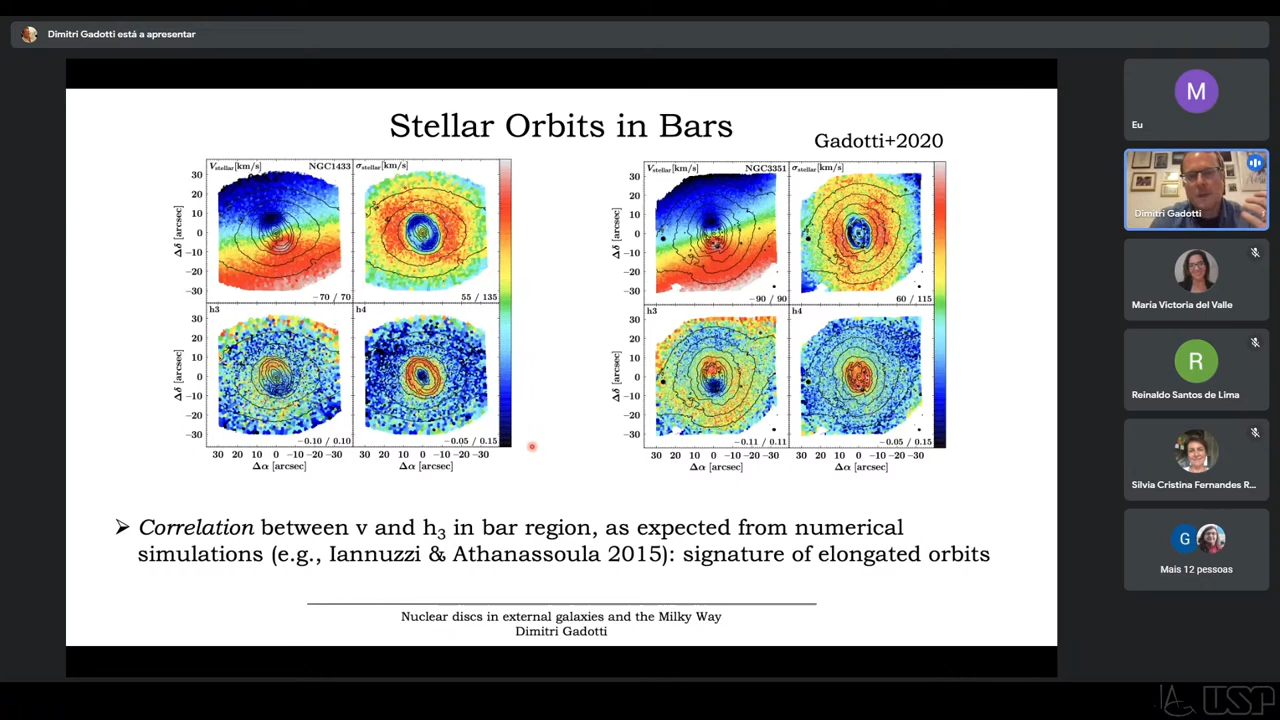 Dimitri Gadotti está a apresentar
Stellar Orbits in Bars
Gadotti+2020
Vstellar[km/s] NGC1433 σstellar[km/s]
30
20
10
0
−10
−20
−30
Δδ [arcsec]
−70 / 70 55 / 135
h3 h4
30
20
10
0
−10
−20
−30
Δδ [arcsec]
−0.10 / 0.10 −0.05 / 0.15
30 20 10 0 −10 −20 −30 30 20 10 0 −10 −20 −30
Δα [arcsec] Δα [arcsec]
Vstellar[km/s] NGC3351 σstellar[km/s]
30
20
10
0
−10
−20
−30
Δδ [arcsec]
−90 / 90 60 / 115
h3 h4
30
20
10
0
−10
−20
−30
Δδ [arcsec]
−0.11 / 0.11 −0.05 / 0.15
30 20 10 0 −10 −20 −30 30 20 10 0 −10 −20 −30
Δα [arcsec] Δα [arcsec]
➢ Correlation between v and h3 in bar region, as expected from numerical
simulations (e.g., Iannuzzi & Athanassoula 2015): signature of elongated orbits
Nuclear discs in external galaxies and the Milky Way
Dimitri Gadotti
M
Eu
Dimitri Gadotti
María Victoria del Valle
R
Reinaldo Santos de Lima
Silvia Cristina Fernandes R...
G
Mais 12 pessoas
USP